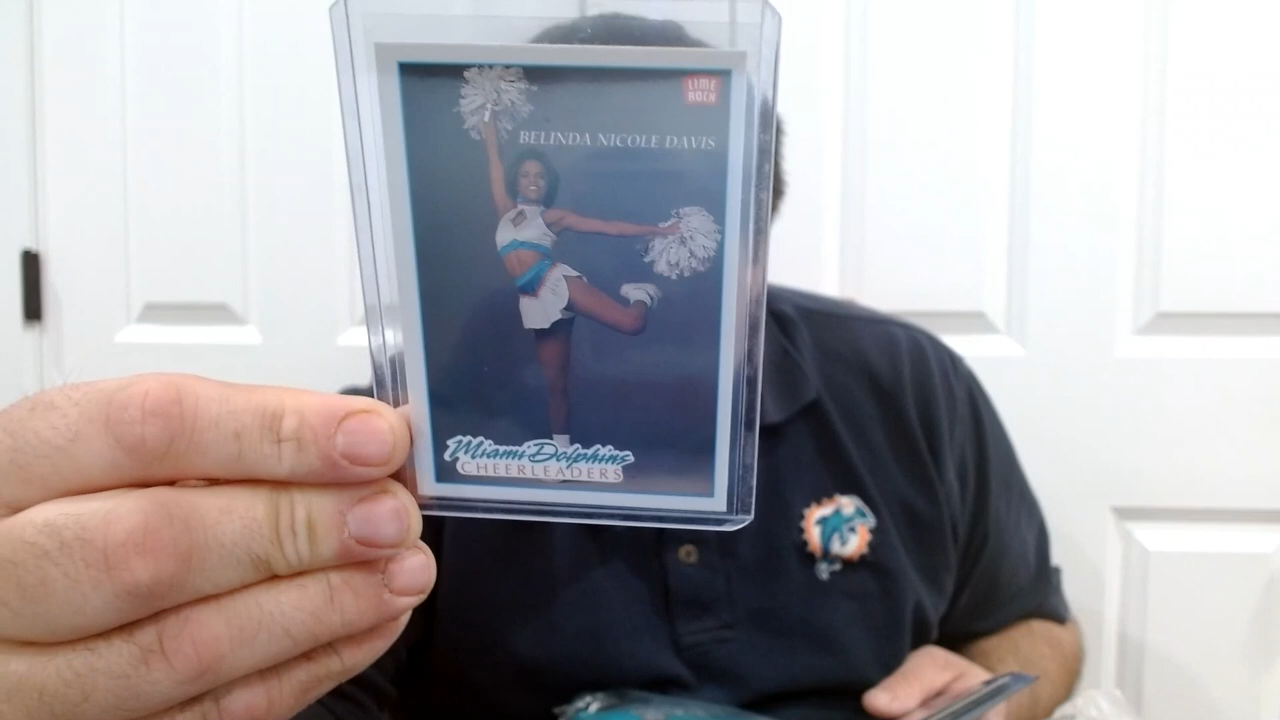 LIME
ROCK
BELINDA NICOLE DAVIS
Miami Dolphins
CHEERLEADERS